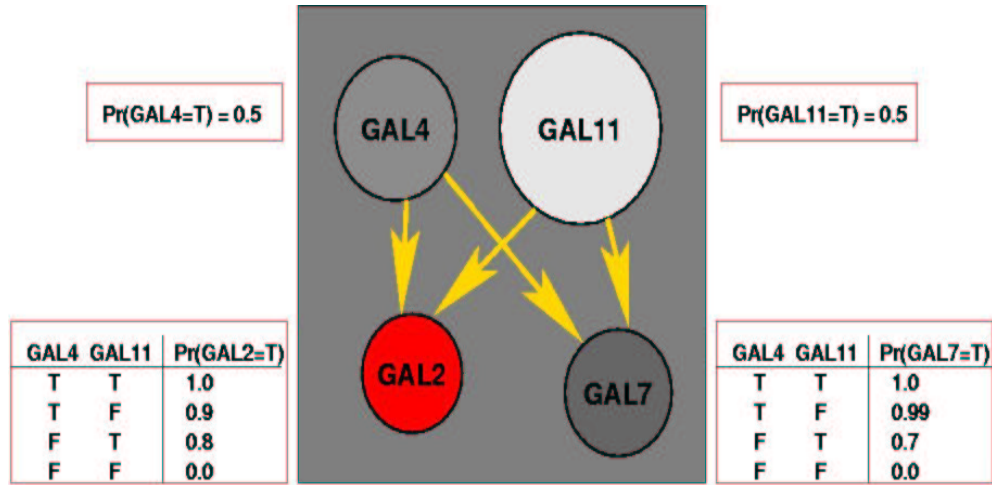 Pr(GAL4=T) = 0.5
GAL4
GAL11
Pr(GAL11=T) = 0.5
GAL2
GAL7
GAL4 GAL11 Pr(GAL2=T)
T T 1.0
T F 0.9
F T 0.8
F F 0.0
GAL4 GAL11 Pr(GAL7=T)
T T 1.0
T F 0.99
F T 0.7
F F 0.0